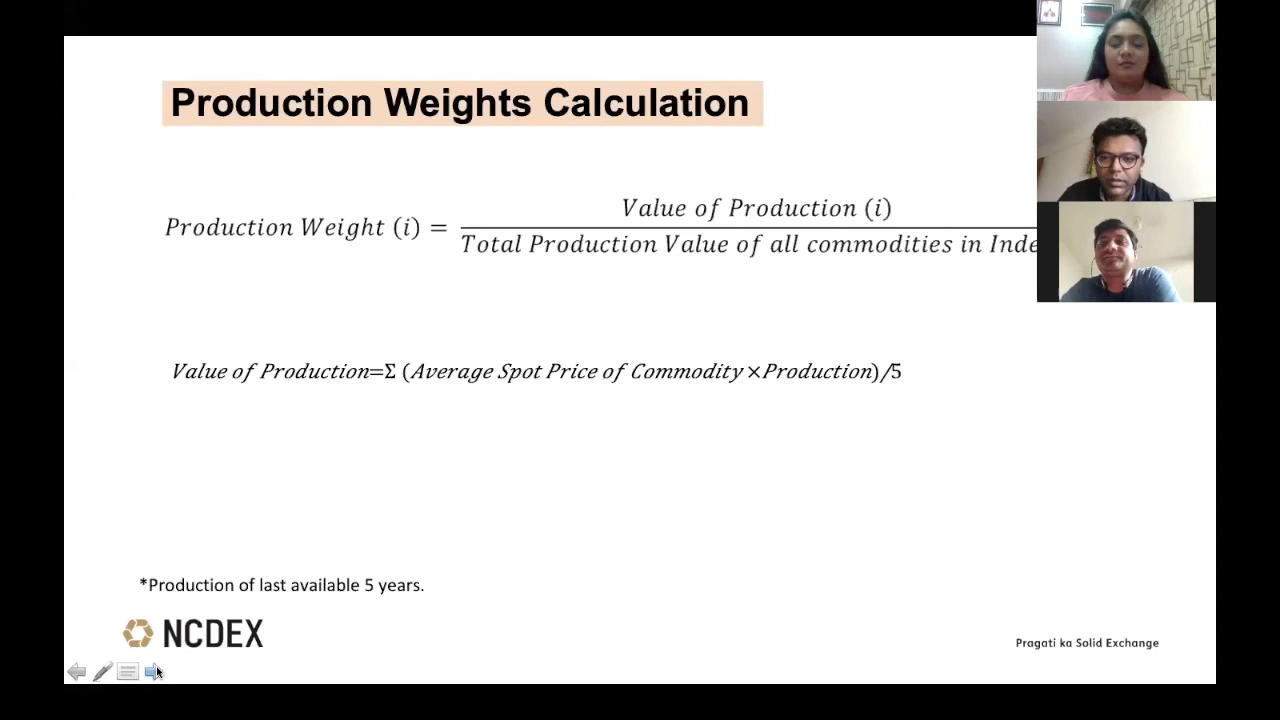 Production Weights Calculation
Production Weight (i) = Value of Production (i)
Total Production Value of all commodities in Inde
Value of Production=Σ (Average Spot Price of Commodity×Production)/5
*Production of last available 5 years.
NCDEX
Pragati ka Solid Exchange